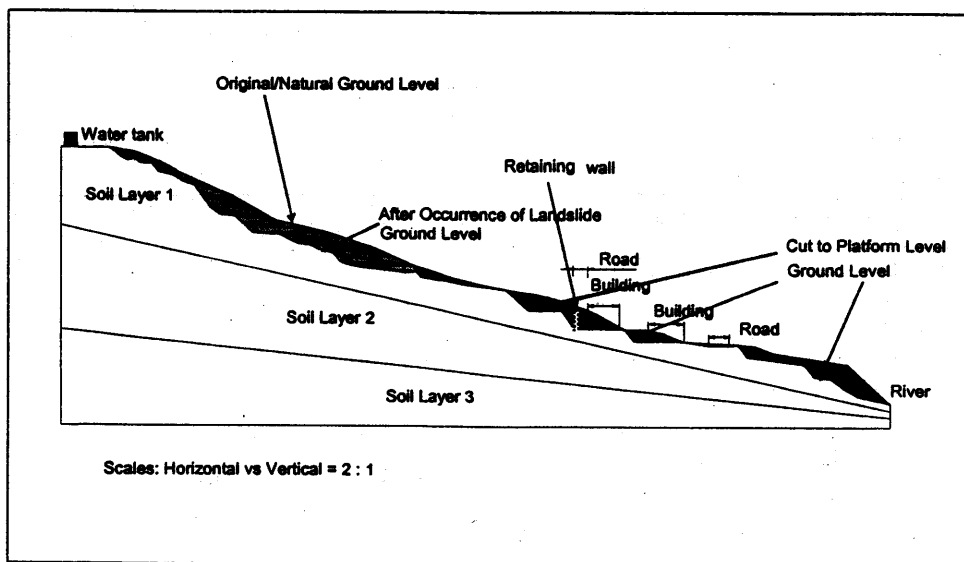 Original/Natural Ground Level
Water tank
Retaining wall
Soil Layer 1
After Occurrence of Landslide
Ground Level
Cut to Platform Level
Road
Ground Level
Building
Soil Layer 2
Building
Road
River
Soil Layer 3
Scales: Horizontal vs Vertical = 2 : 1